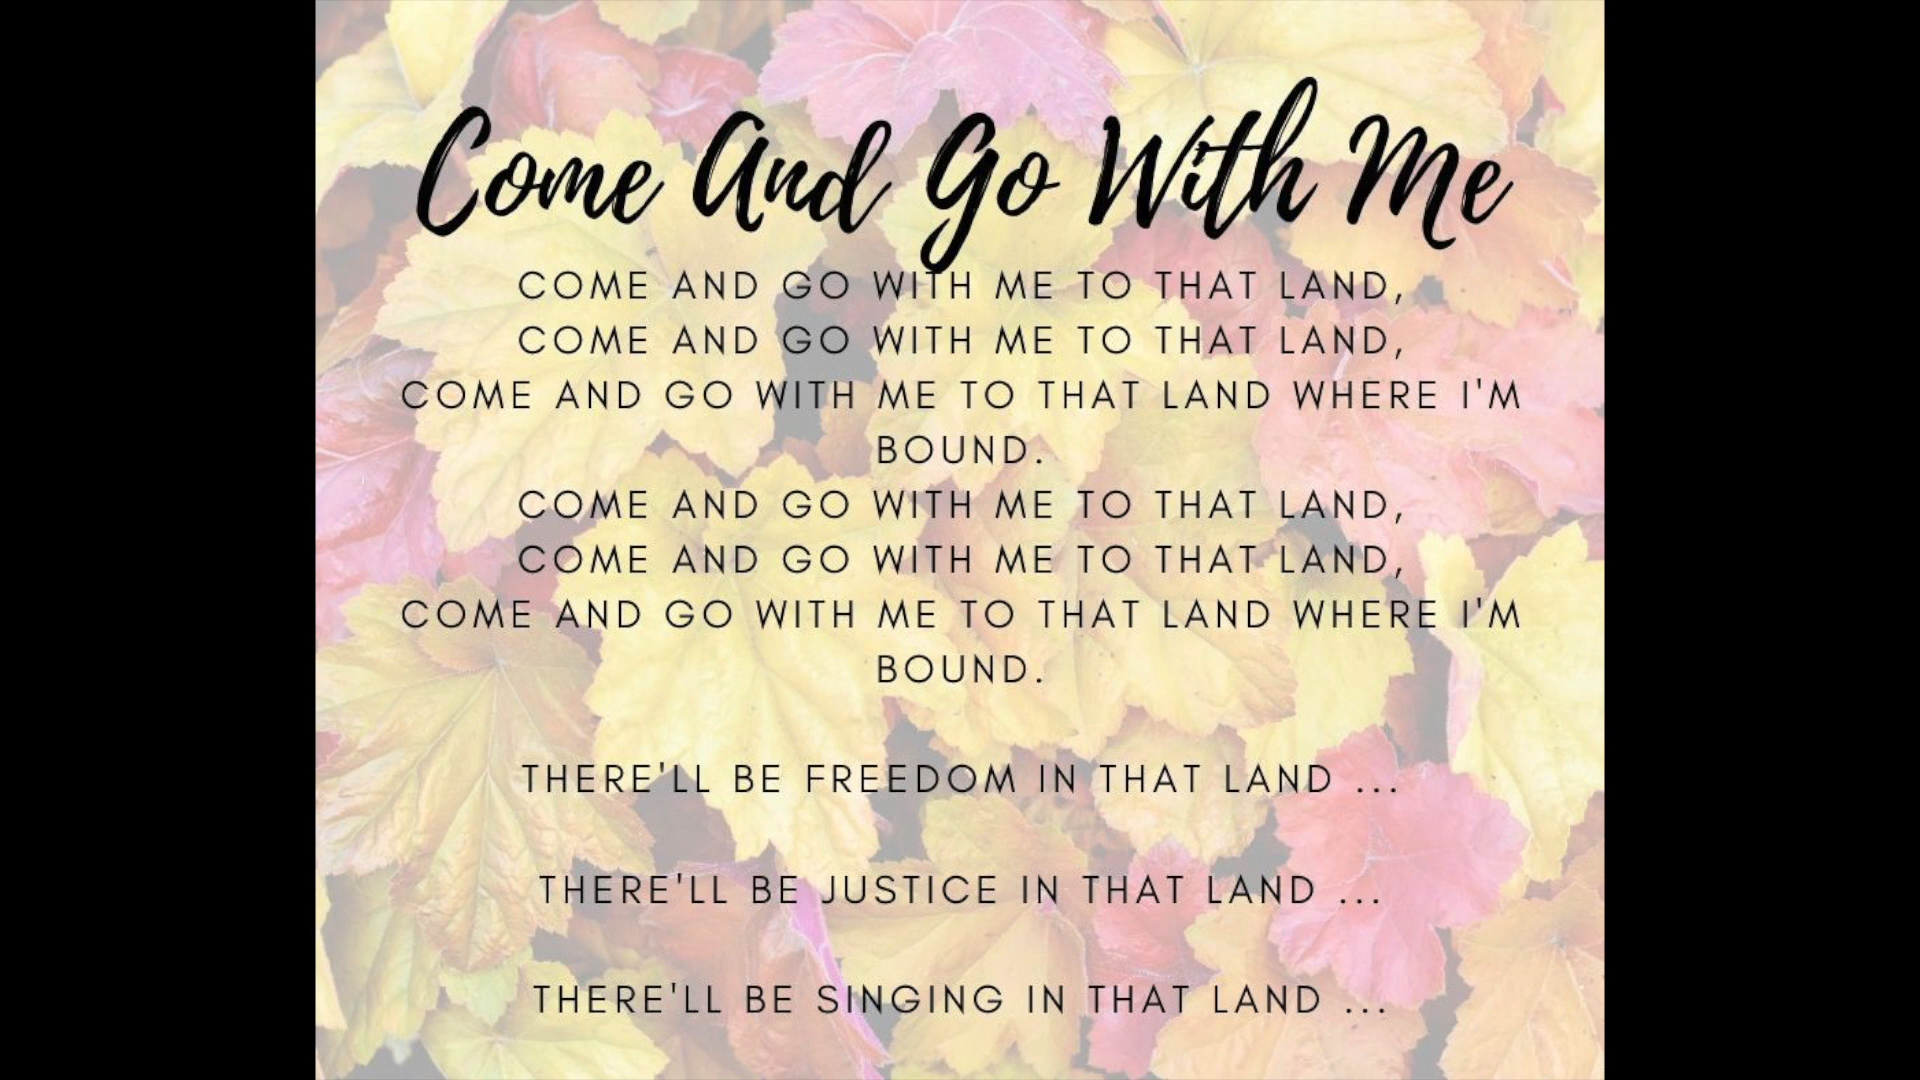 Come And Go With Me
COME AND GO WITH ME TO THAT LAND,
COME AND GO WITH ME TO THAT LAND,
COME AND GO WITH ME TO THAT LAND WHERE I'M
BOUND.
COME AND GO WITH ME TO THAT LAND,
COME AND GO WITH ME TO THAT LAND,
COME AND GO WITH ME TO THAT LAND WHERE I'M
BOUND.
THERE'LL BE FREEDOM IN THAT LAND ...
THERE'LL BE JUSTICE IN THAT LAND ...
THERE'LL BE SINGING IN THAT LAND ...